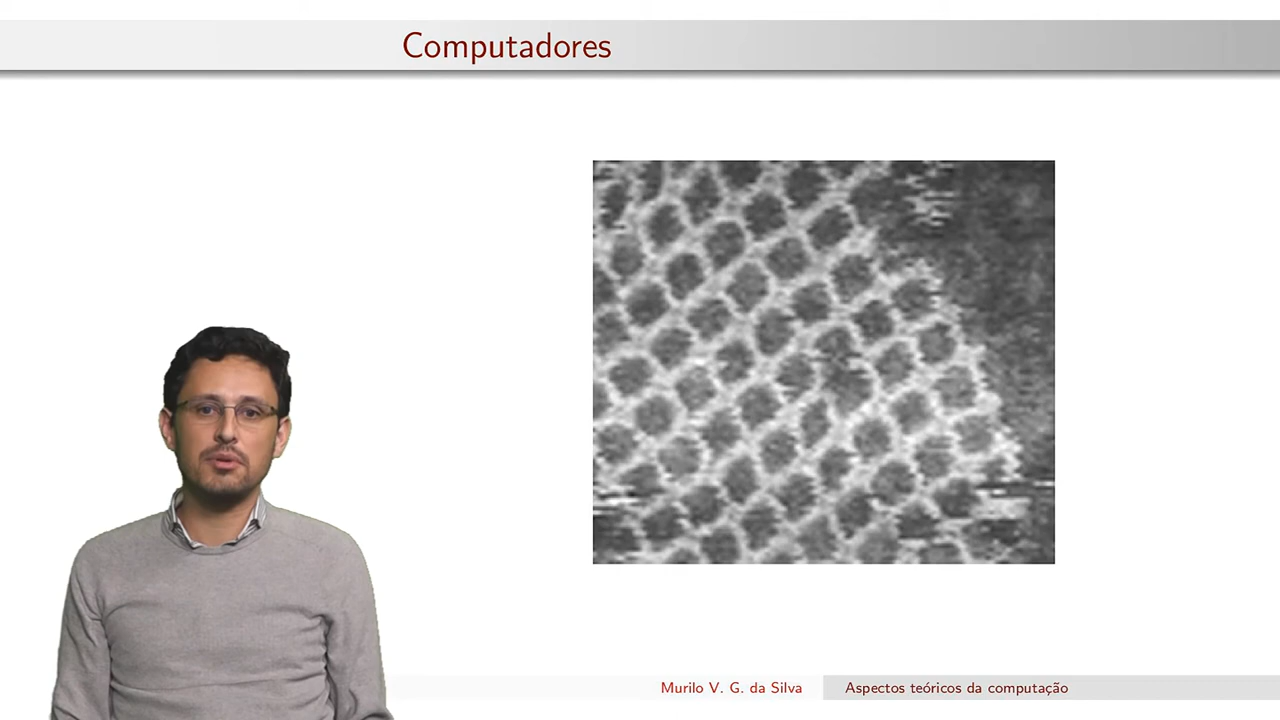 Computadores
Murilo V. G. da Silva
Aspectos teóricos da computação